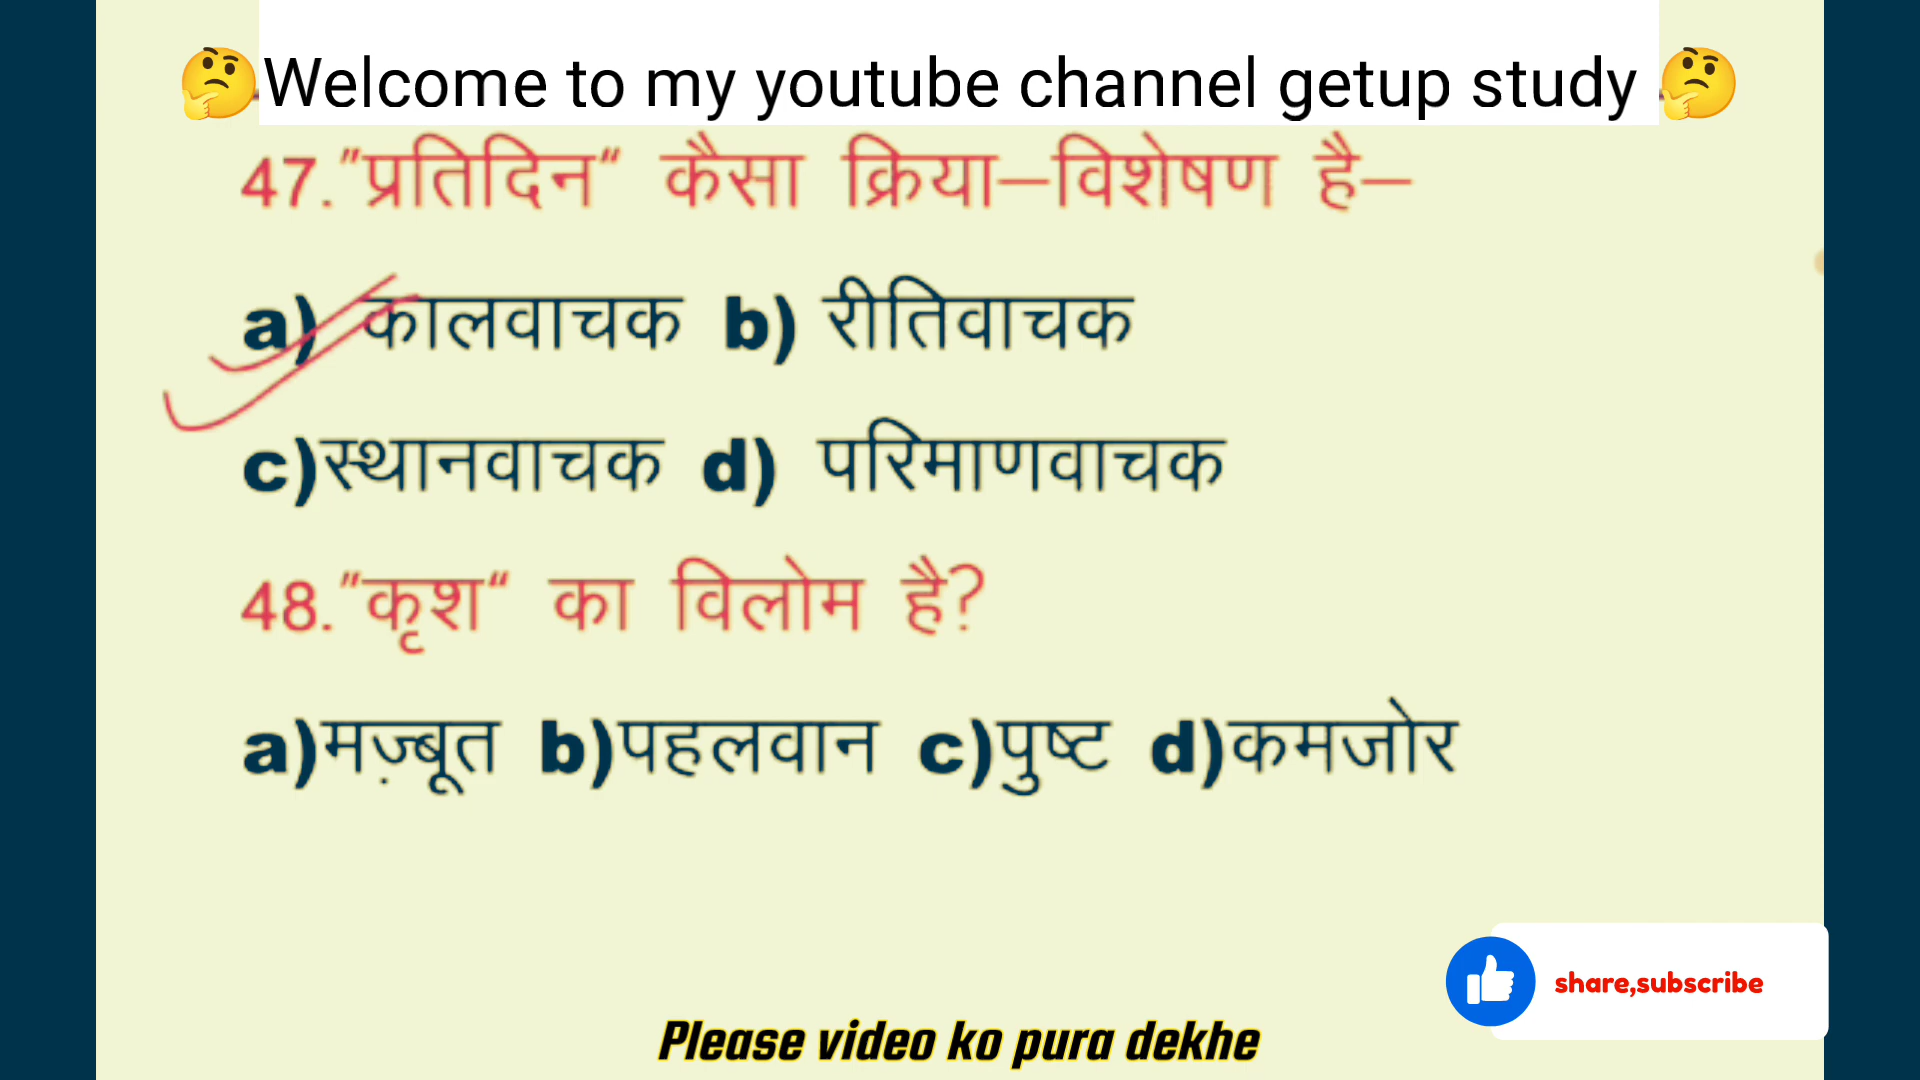 🤔Welcome to my youtube channel getup study 🤔
47."प्रतिदिन“ कैसा क्रिया–विशेषण है–
a) कालवाचक b) रीतिवाचक
c)स्थानवाचक d) परिमाणवाचक
48."कृश“ का विलोम है?
a)मज़्बूत b)पहलवान c)पुष्ट d)कमजोर
share,subscribe
Please video ko pura dekhe